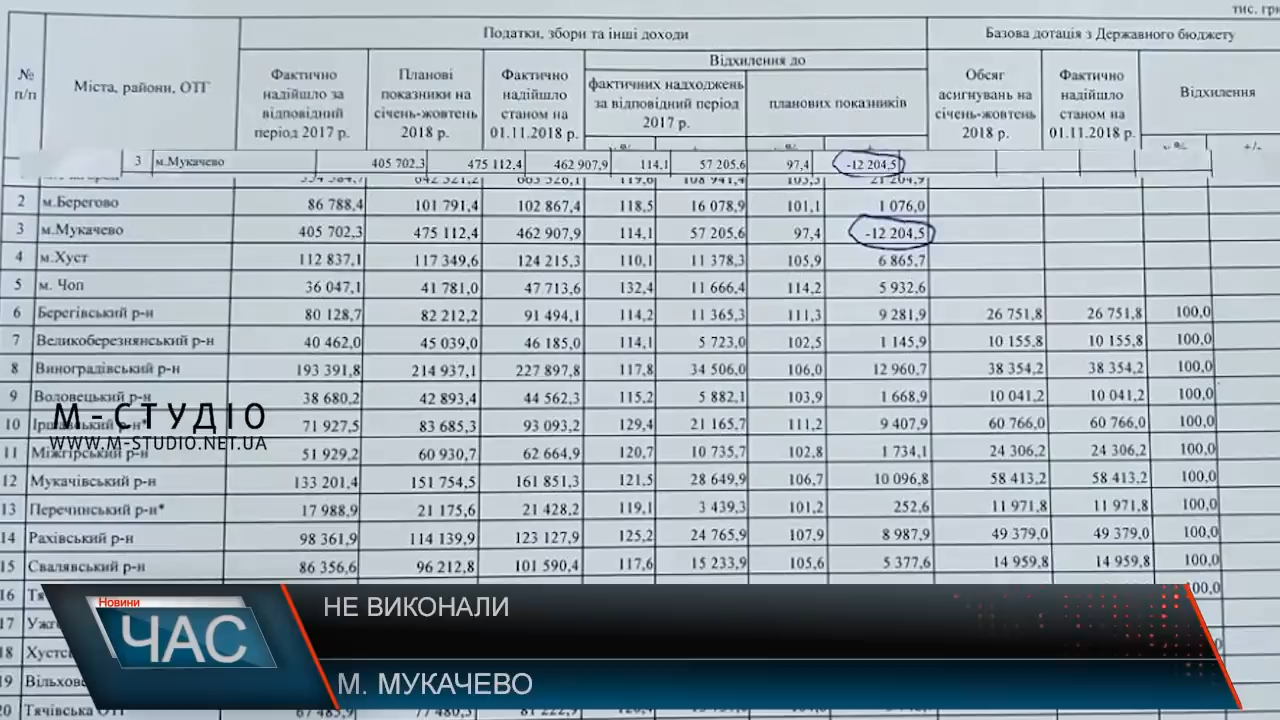 тис. грн
№ п/п Міста, райони, ОТГ Податки, збори та інші доходи Базова дотація з Державного бюджету
Фактично надійшло за відповідний період 2017 р.
Планові показники на січень-жовтень 2018 р.
Фактично надійшло станом на 01.11.2018 р.
Відхилення до
фактичних надходжень за відповідний період 2017 р.
планових показників
Обсяг асигнувань на січень-жовтень 2018 р.
Фактично надійшло станом на 01.11.2018 р.
Відхилення
3 м.Мукачево 405 702,3 475 112,4 462 907,9 114,1 57 205,6 97,4 -12 204,5
2 м.Берегово 86 788,4 101 791,4 102 867,4 118,5 16 078,9 101,1 1 076,0
3 м.Мукачево 405 702,3 475 112,4 462 907,9 114,1 57 205,6 97,4 -12 204,5
4 м.Хуст 112 837,1 117 349,6 124 215,3 110,1 11 378,3 105,9 6 865,7
5 м. Чоп 36 047,1 41 781,0 47 713,6 132,4 11 666,4 114,2 5 932,6
6 Берегівський р-н 80 128,7 82 212,2 91 494,1 114,2 11 365,3 111,3 9 281,9 26 751,8 26 751,8 100,0
7 Великоберезнянський р-н 40 462,0 45 039,0 46 185,0 114,1 5 723,0 102,5 1 145,9 10 155,8 10 155,8 100,0
8 Виноградівський р-н 193 391,8 214 937,1 227 897,8 117,8 34 506,0 106,0 12 960,7 38 354,2 38 354,2 100,0
9 Воловецький р-н 38 680,2 42 893,4 44 562,3 115,2 5 882,1 103,9 1 668,9 10 041,2 10 041,2 100,0
М-СТУДІО
10 Іршавський р-н* 71 927,5 83 685,3 93 093,2 129,4 21 165,7 111,2 9 407,9 60 766,0 60 766,0 100,0
WWW.M-STUDIO.NET.UA
11 Міжгірський р-н 51 929,2 60 930,7 62 664,9 120,7 10 735,7 102,8 1 734,1 24 306,2 24 306,2 100,0
12 Мукачівський р-н 133 201,4 151 754,5 161 851,3 121,5 28 649,9 106,7 10 096,8 58 413,2 58 413,2 100,0
13 Перечинський р-н* 17 988,9 21 175,6 21 428,2 119,1 3 439,3 101,2 252,6 11 971,8 11 971,8 100,0
14 Рахівський р-н 98 361,9 114 139,9 123 127,9 125,2 24 765,9 107,9 8 987,9 49 379,0 49 379,0 100,0
15 Свалявський р-н 86 356,6 96 212,8 101 590,4 117,6 15 233,9 105,6 5 377,6 14 959,8 14 959,8 100,0
16
17
18
19
20 Тячівська ОТГ
Новини
ЧАС
НЕ ВИКОНАЛИ
М. МУКАЧЕВО